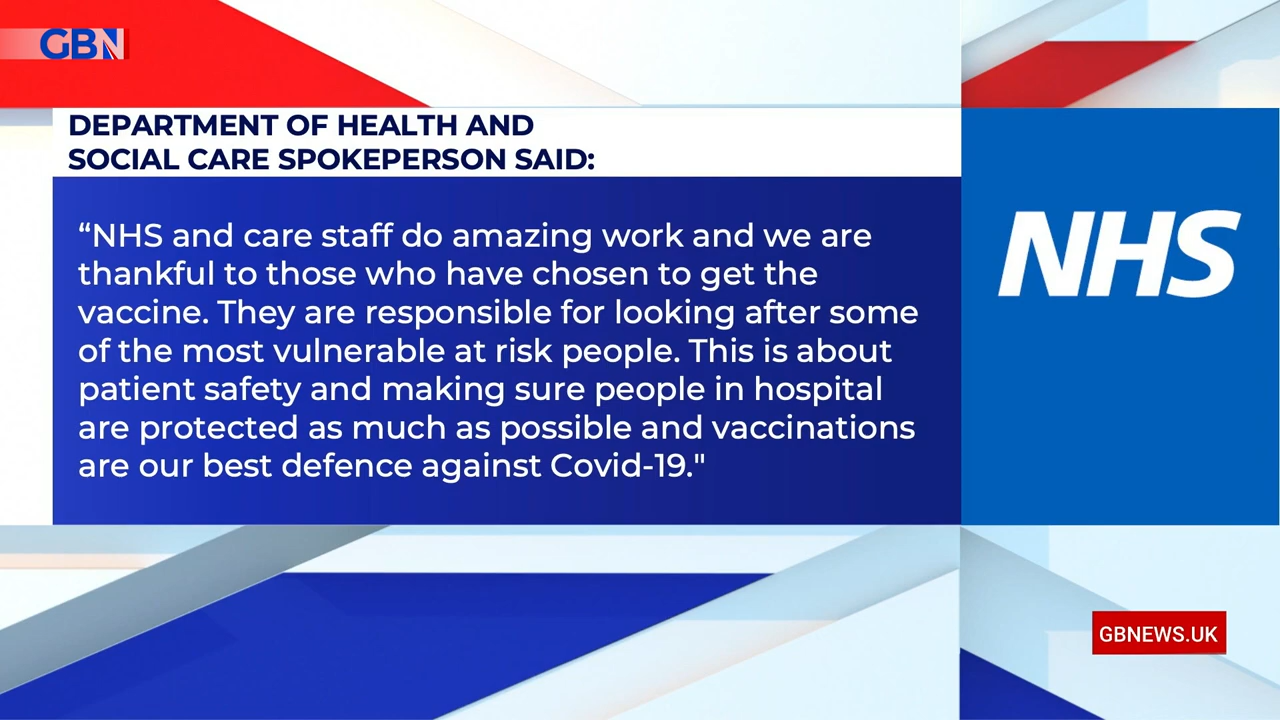 GBN
DEPARTMENT OF HEALTH AND
SOCIAL CARE SPOKEPERSON SAID:
“NHS and care staff do amazing work and we are
thankful to those who have chosen to get the
vaccine. They are responsible for looking after some
of the most vulnerable at risk people. This is about
patient safety and making sure people in hospital
are protected as much as possible and vaccinations
are our best defence against Covid-19."
NHS
GBNEWS.UK